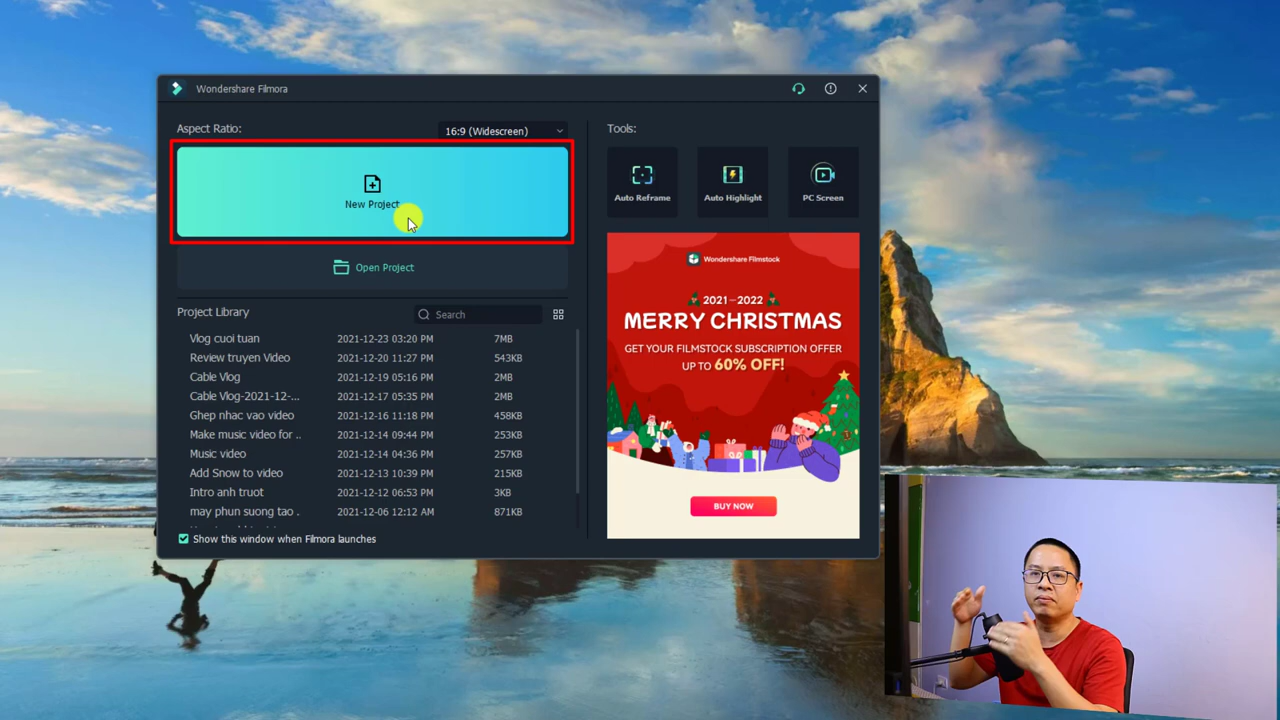 Wondershare Filmora
Aspect Ratio:
16:9 (Widescreen)
New Project
Open Project
Project Library
Search
Vlog cuoi tuan 2021-12-23 03:20 PM 7MB
Review truyen Video 2021-12-20 11:27 PM 543KB
Cable Vlog 2021-12-19 05:16 PM 2MB
Cable Vlog-2021-12-... 2021-12-17 05:35 PM 2MB
Ghep nhac vao video 2021-12-16 11:18 PM 458KB
Make music video for .. 2021-12-14 09:44 PM 257KB
Music video 2021-12-14 04:36 PM 257KB
Add Snow to video 2021-12-13 10:39 PM 215KB
Intro anh truot 2021-12-12 06:53 PM 3KB
may phun suong tao . 2021-12-06 12:12 AM 871KB
Show this window when Filmora launches
Tools:
Auto Reframe
Auto Highlight
PC Screen
Wondershare Filmstock
2021-2022
MERRY CHRISTMAS
GET YOUR FILMSTOCK SUBSCRIPTION OFFER
UP TO 60% OFF!
BUY NOW